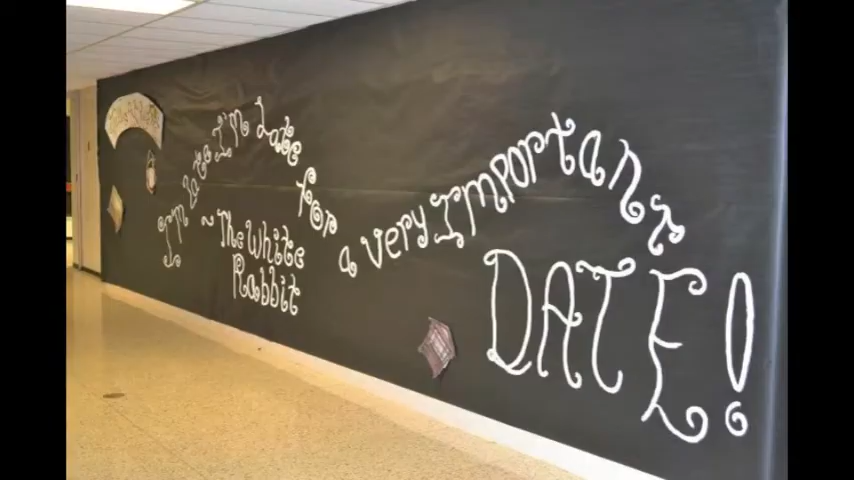 I'm late I'm Late for a very Important DATE!
~The White
Rabbit